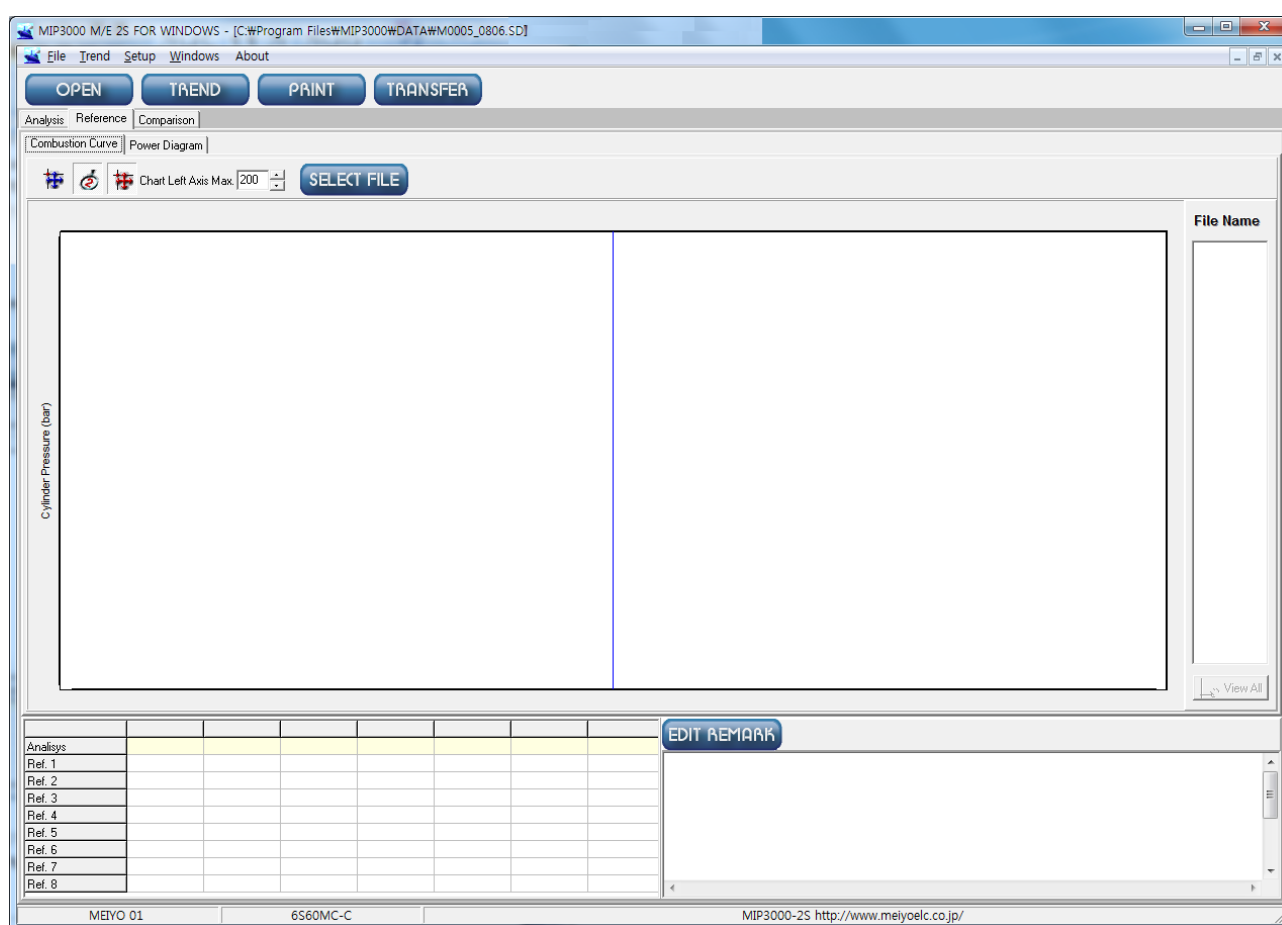 MIP3000 M/E 2S FOR WINDOWS - [C:₩Program Files₩MIP3000₩DATA₩M0005_0806.SD]
File Trend Setup Windows About
OPEN TREND PRINT TRANSFER
Analysis Reference Comparison
Combustion Curve Power Diagram
Chart Left Axis Max. 200 SELECT FILE
File Name
Cylinder Pressure (bar)
View All
EDIT REMARK
Analisys
Ref. 1
Ref. 2
Ref. 3
Ref. 4
Ref. 5
Ref. 6
Ref. 7
Ref. 8
MEIYO 01 6S60MC-C MIP3000-2S http://www.meiyoelc.co.jp/